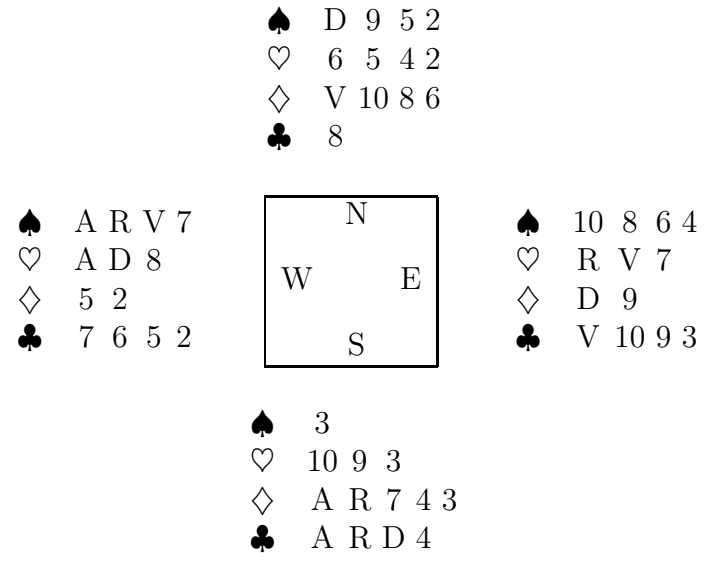 ♠ D 9 5 2
♡ 6 5 4 2
♢ V 10 8 6
♣ 8
♠ A R V 7
♡ A D 8
♢ 5 2
♣ 7 6 5 2
N
W E
S
♠ 10 8 6 4
♡ R V 7
♢ D 9
♣ V 10 9 3
♠ 3
♡ 10 9 3
♢ A R 7 4 3
♣ A R D 4